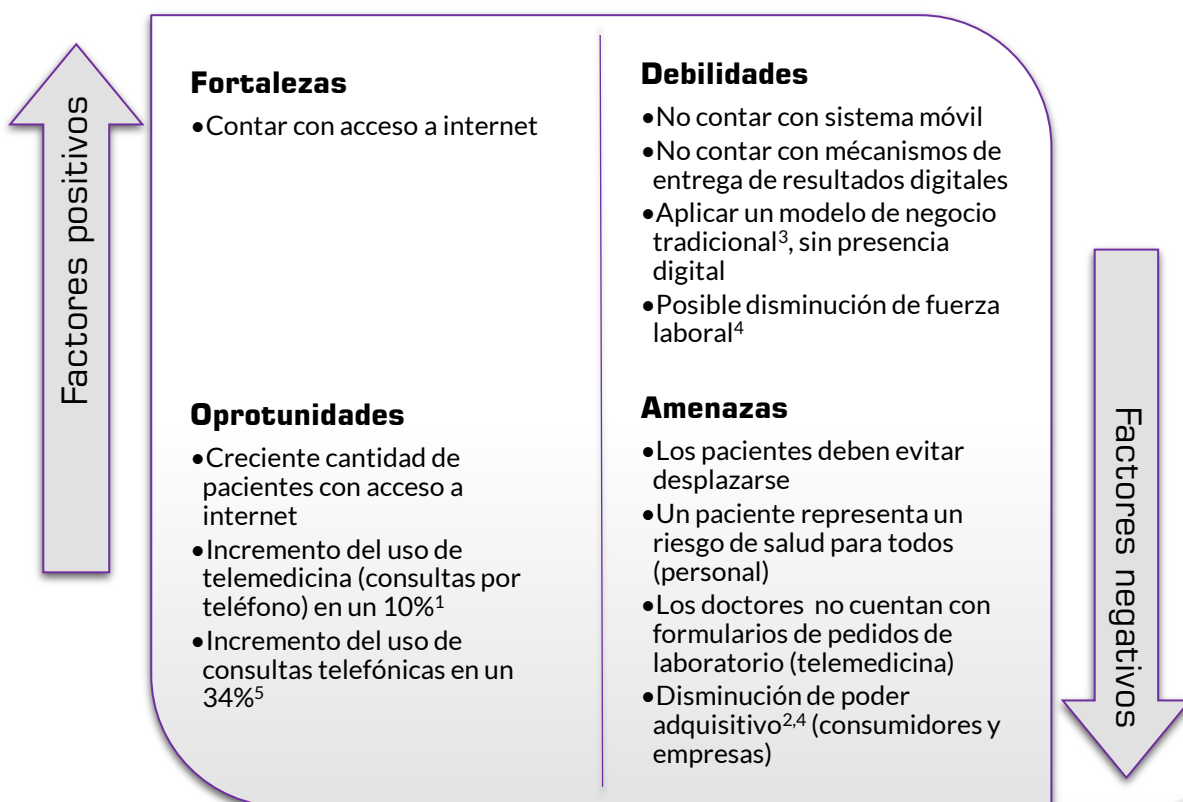 Factores positivos
Fortalezas
•Contar con acceso a internet
Oprotunidades
•Creciente cantidad de
pacientes con acceso a
internet
•Incremento del uso de
telemedicina (consultas por
teléfono) en un 10%¹
•Incremento del uso de
consultas telefónicas en un
34%⁵
Debilidades
•No contar con sistema móvil
•No contar con mécanismos de
entrega de resultados digitales
•Aplicar un modelo de negocio
tradicional³, sin presencia
digital
•Posible disminución de fuerza
laboral⁴
Amenazas
•Los pacientes deben evitar
desplazarse
•Un paciente representa un
riesgo de salud para todos
(personal)
•Los doctores no cuentan con
formularios de pedidos de
laboratorio (telemedicina)
•Disminución de poder
adquisitivo²,⁴ (consumidores y
empresas)
Factores negativos